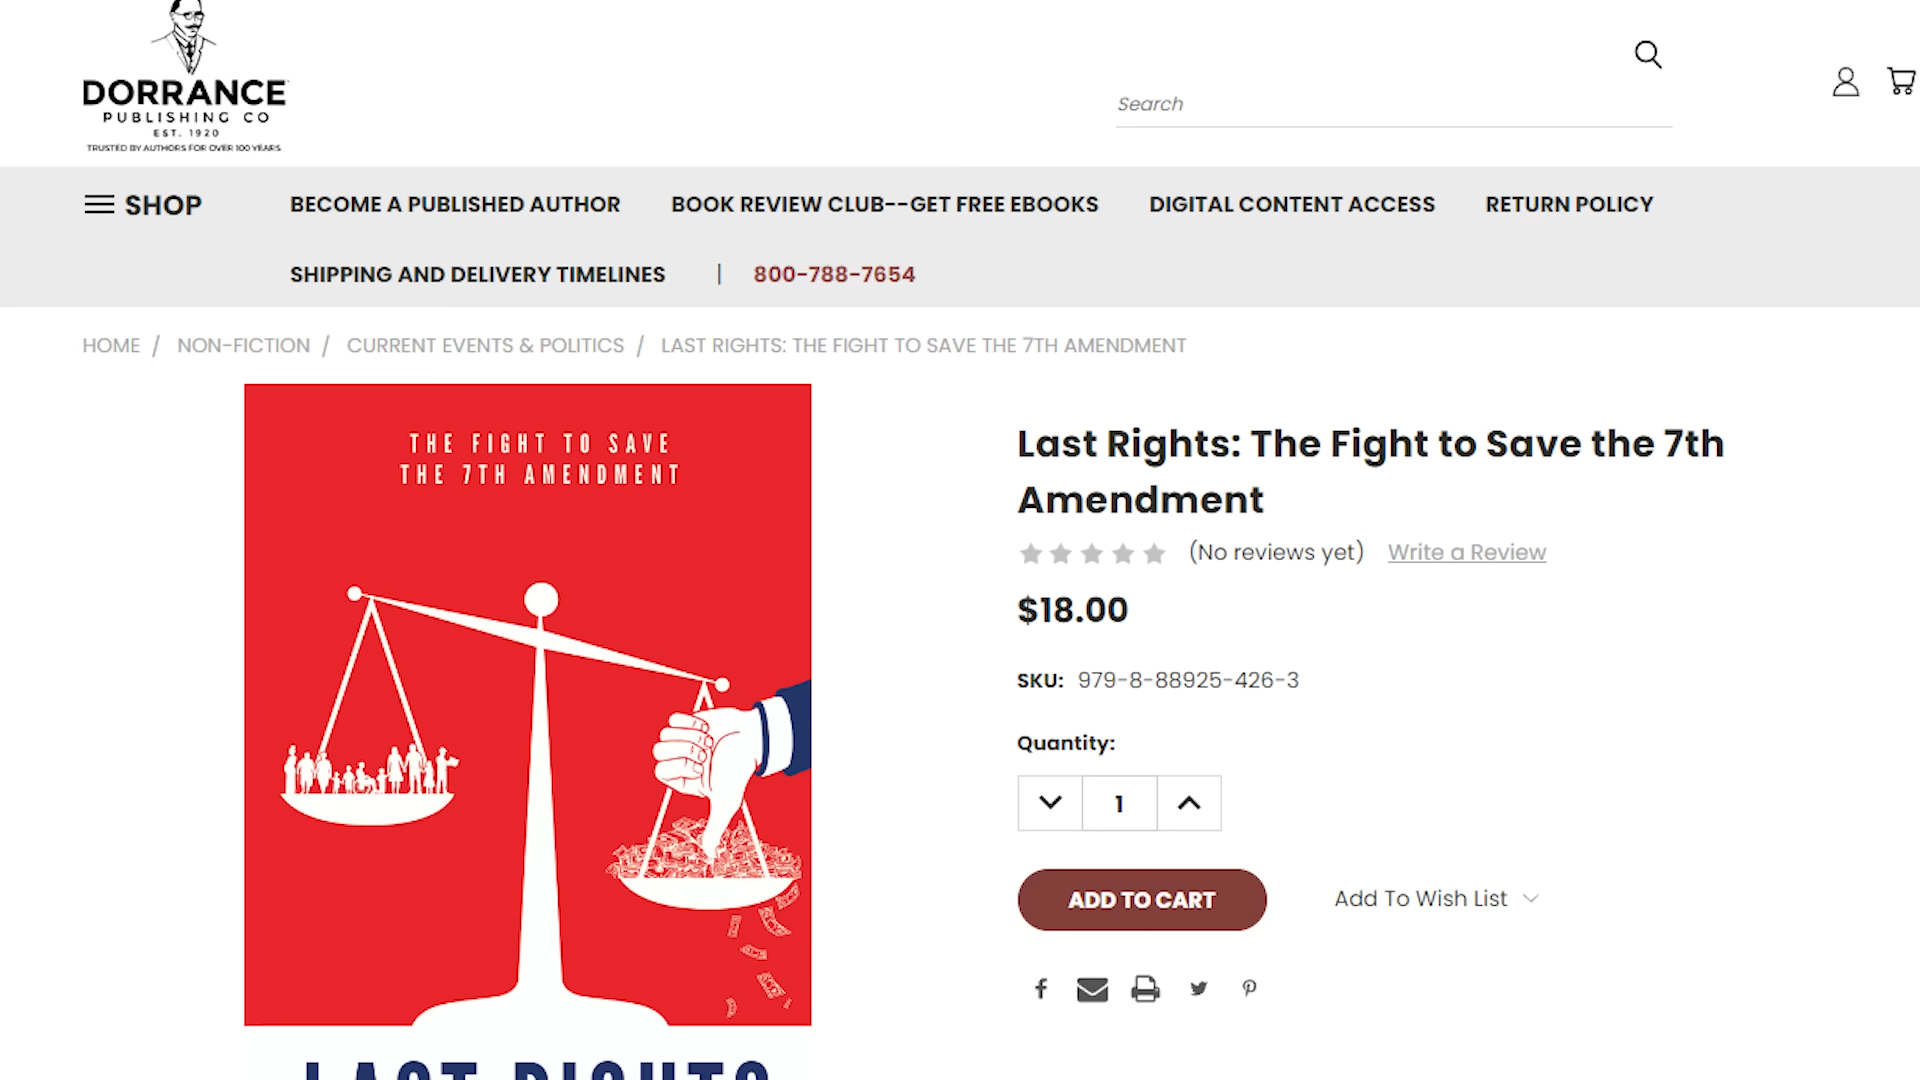 DORRANCE
PUBLISHING CO
EST. 1920
TRUSTED BY AUTHORS FOR OVER 100 YEARS
Search
SHOP
BECOME A PUBLISHED AUTHOR
BOOK REVIEW CLUB--GET FREE EBOOKS
DIGITAL CONTENT ACCESS
RETURN POLICY
SHIPPING AND DELIVERY TIMELINES
|
800-788-7654
HOME / NON-FICTION / CURRENT EVENTS & POLITICS / LAST RIGHTS: THE FIGHT TO SAVE THE 7TH AMENDMENT
THE FIGHT TO SAVE
THE 7TH AMENDMENT
LAST RIGHTS
Last Rights: The Fight to Save the 7th
Amendment
(No reviews yet) Write a Review
$18.00
SKU: 979-8-88925-426-3
Quantity:
1
ADD TO CART
Add To Wish List